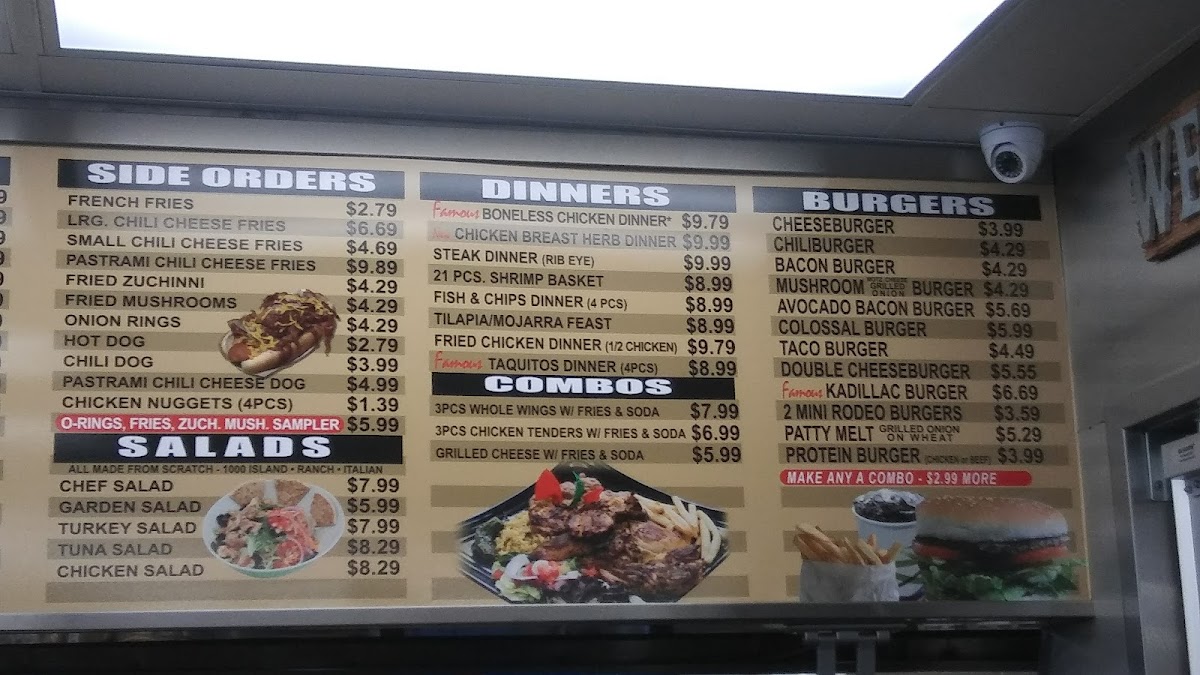 SIDE ORDERS
FRENCH FRIES $2.79
LRG. CHILI CHEESE FRIES $6.69
SMALL CHILI CHEESE FRIES $4.69
PASTRAMI CHILI CHEESE FRIES $9.89
FRIED ZUCHINNI $4.29
FRIED MUSHROOMS $4.29
ONION RINGS $4.29
HOT DOG $2.79
CHILI DOG $3.99
PASTRAMI CHILI CHEESE DOG $4.99
CHICKEN NUGGETS (4PCS) $1.39
O-RINGS, FRIES, ZUCH. MUSH. SAMPLER $5.99
SALADS
ALL MADE FROM SCRATCH - 1000 ISLAND • RANCH • ITALIAN
CHEF SALAD $7.99
GARDEN SALAD $5.99
TURKEY SALAD $7.99
TUNA SALAD $8.29
CHICKEN SALAD $8.29
DINNERS
Famous BONELESS CHICKEN DINNER* $9.79
CHICKEN BREAST HERB DINNER $9.99
STEAK DINNER (RIB EYE) $9.99
21 PCS. SHRIMP BASKET $8.99
FISH & CHIPS DINNER (4 PCS) $8.99
TILAPIA/MOJARRA FEAST $8.99
FRIED CHICKEN DINNER (1/2 CHICKEN) $9.79
Famous TAQUITOS DINNER (4PCS) $8.99
COMBOS
3PCS WHOLE WINGS W/ FRIES & SODA $7.99
3PCS CHICKEN TENDERS W/ FRIES & SODA $6.99
GRILLED CHEESE W/ FRIES & SODA $5.99
BURGERS
CHEESEBURGER $3.99
CHILIBURGER $4.29
BACON BURGER $4.29
MUSHROOM GRILLED ONION BURGER $4.29
AVOCADO BACON BURGER $5.69
COLOSSAL BURGER $5.99
TACO BURGER $4.49
DOUBLE CHEESEBURGER $5.55
Famous KADILLAC BURGER $6.69
2 MINI RODEO BURGERS $3.59
PATTY MELT GRILLED ONION ON WHEAT $5.29
PROTEIN BURGER (CHICKEN or BEEF) $3.99
MAKE ANY A COMBO - $2.99 MORE
WE